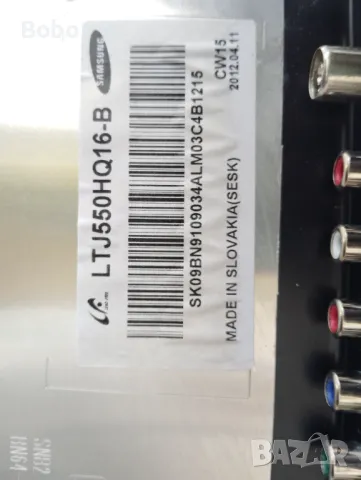 Bobo
SAMSUNG
LTJ550HQ16-B
SK09BN9109034ALM03C4B1215
CW15
2012.04.11
MADE IN SLOVAKIA(SESK)
BAZAR